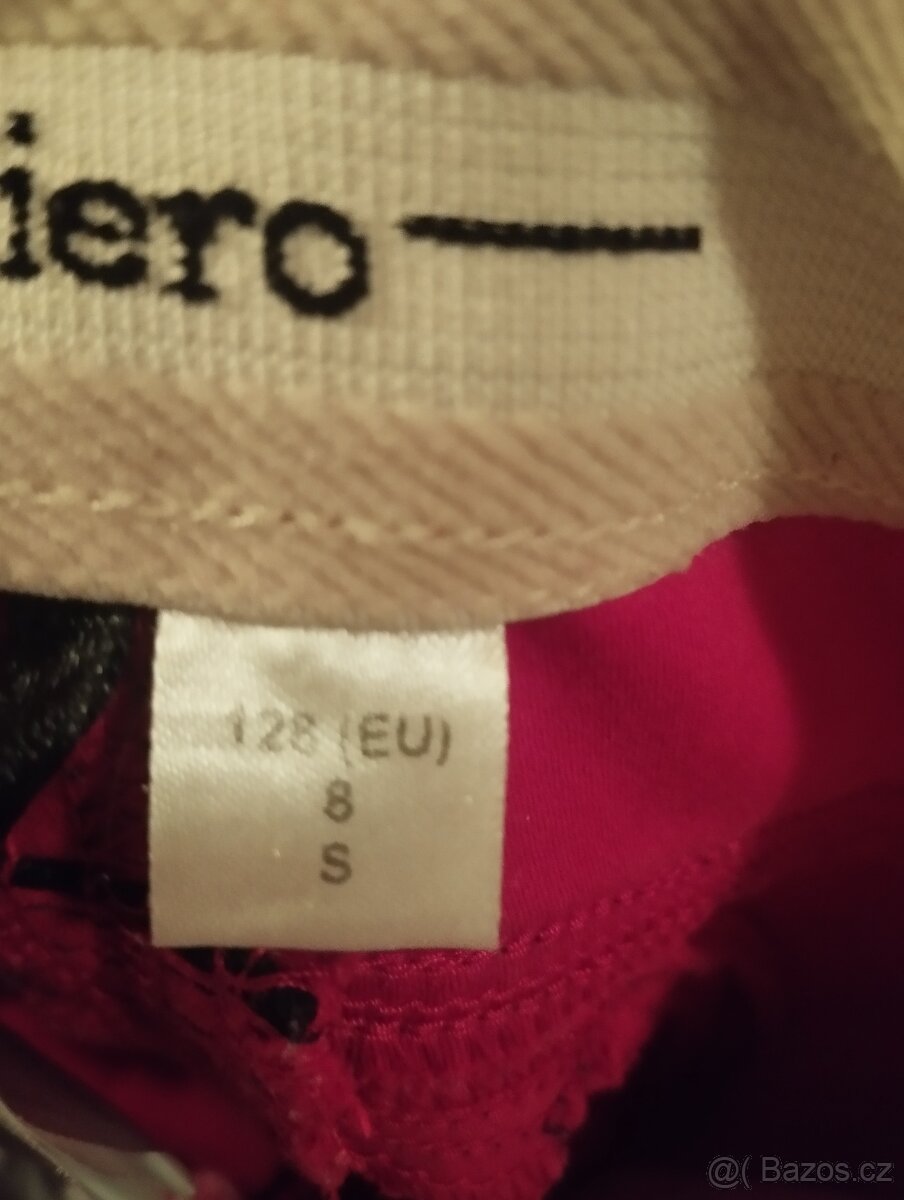 iero —
128 (EU)
8
S
@( Bazos.cz